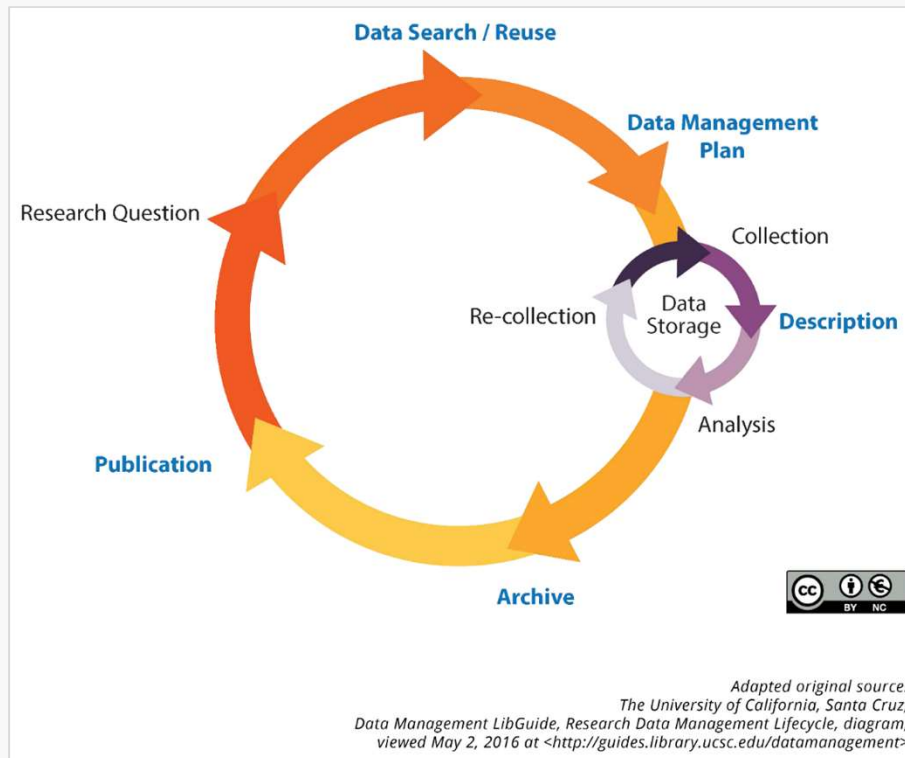 Data Search / Reuse
Data Management
Plan
Research Question
Collection
Re-collection
Data
Storage
Description
Analysis
Publication
Archive
cc
BY NC
Adapted original source:
The University of California, Santa Cruz,
Data Management LibGuide, Research Data Management Lifecycle, diagram,
viewed May 2, 2016 at <http://guides.library.ucsc.edu/datamanagement>